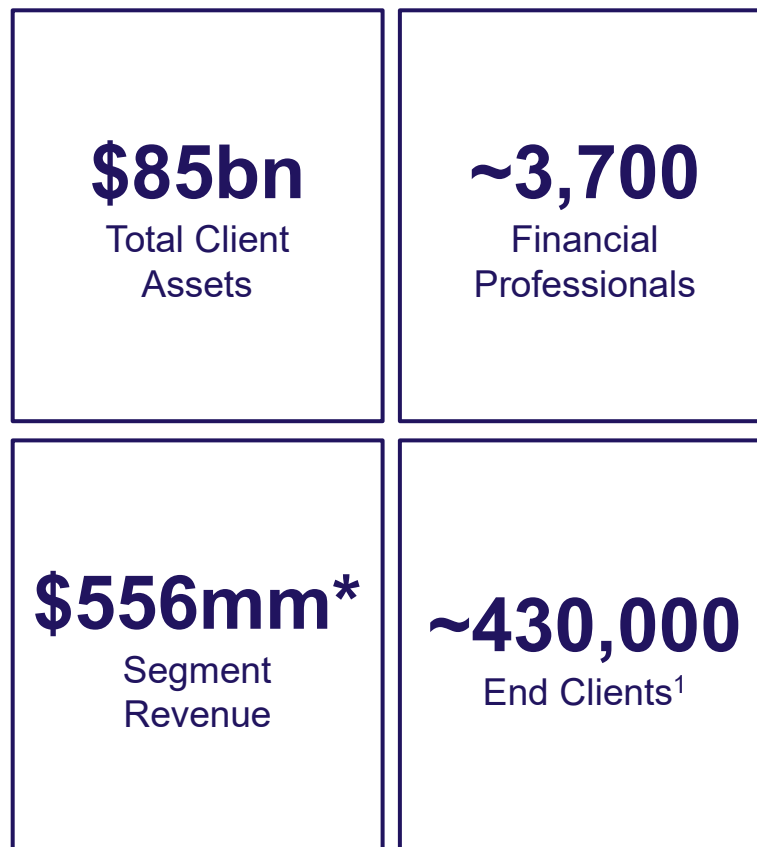 $85bn
Total Client
Assets
~3,700
Financial
Professionals
$556mm*
Segment
Revenue
~430,000
End Clients¹